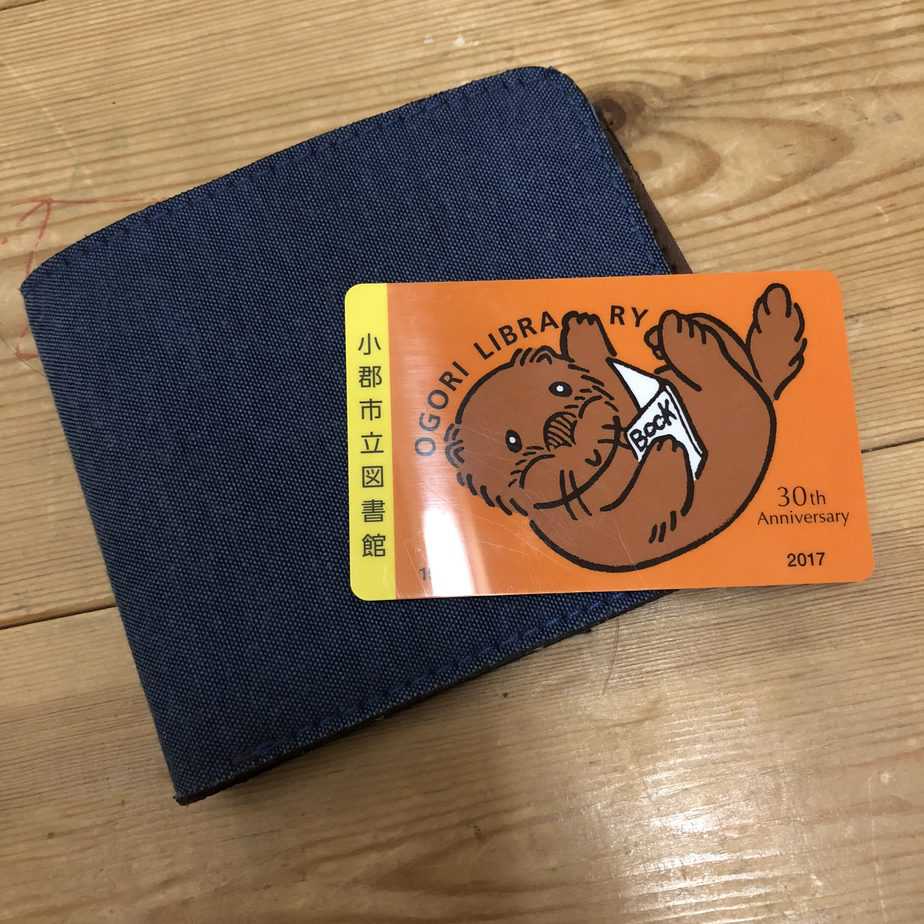 小郡市立図書館
OGORI LIBRARY
Book
30th
Anniversary
2017